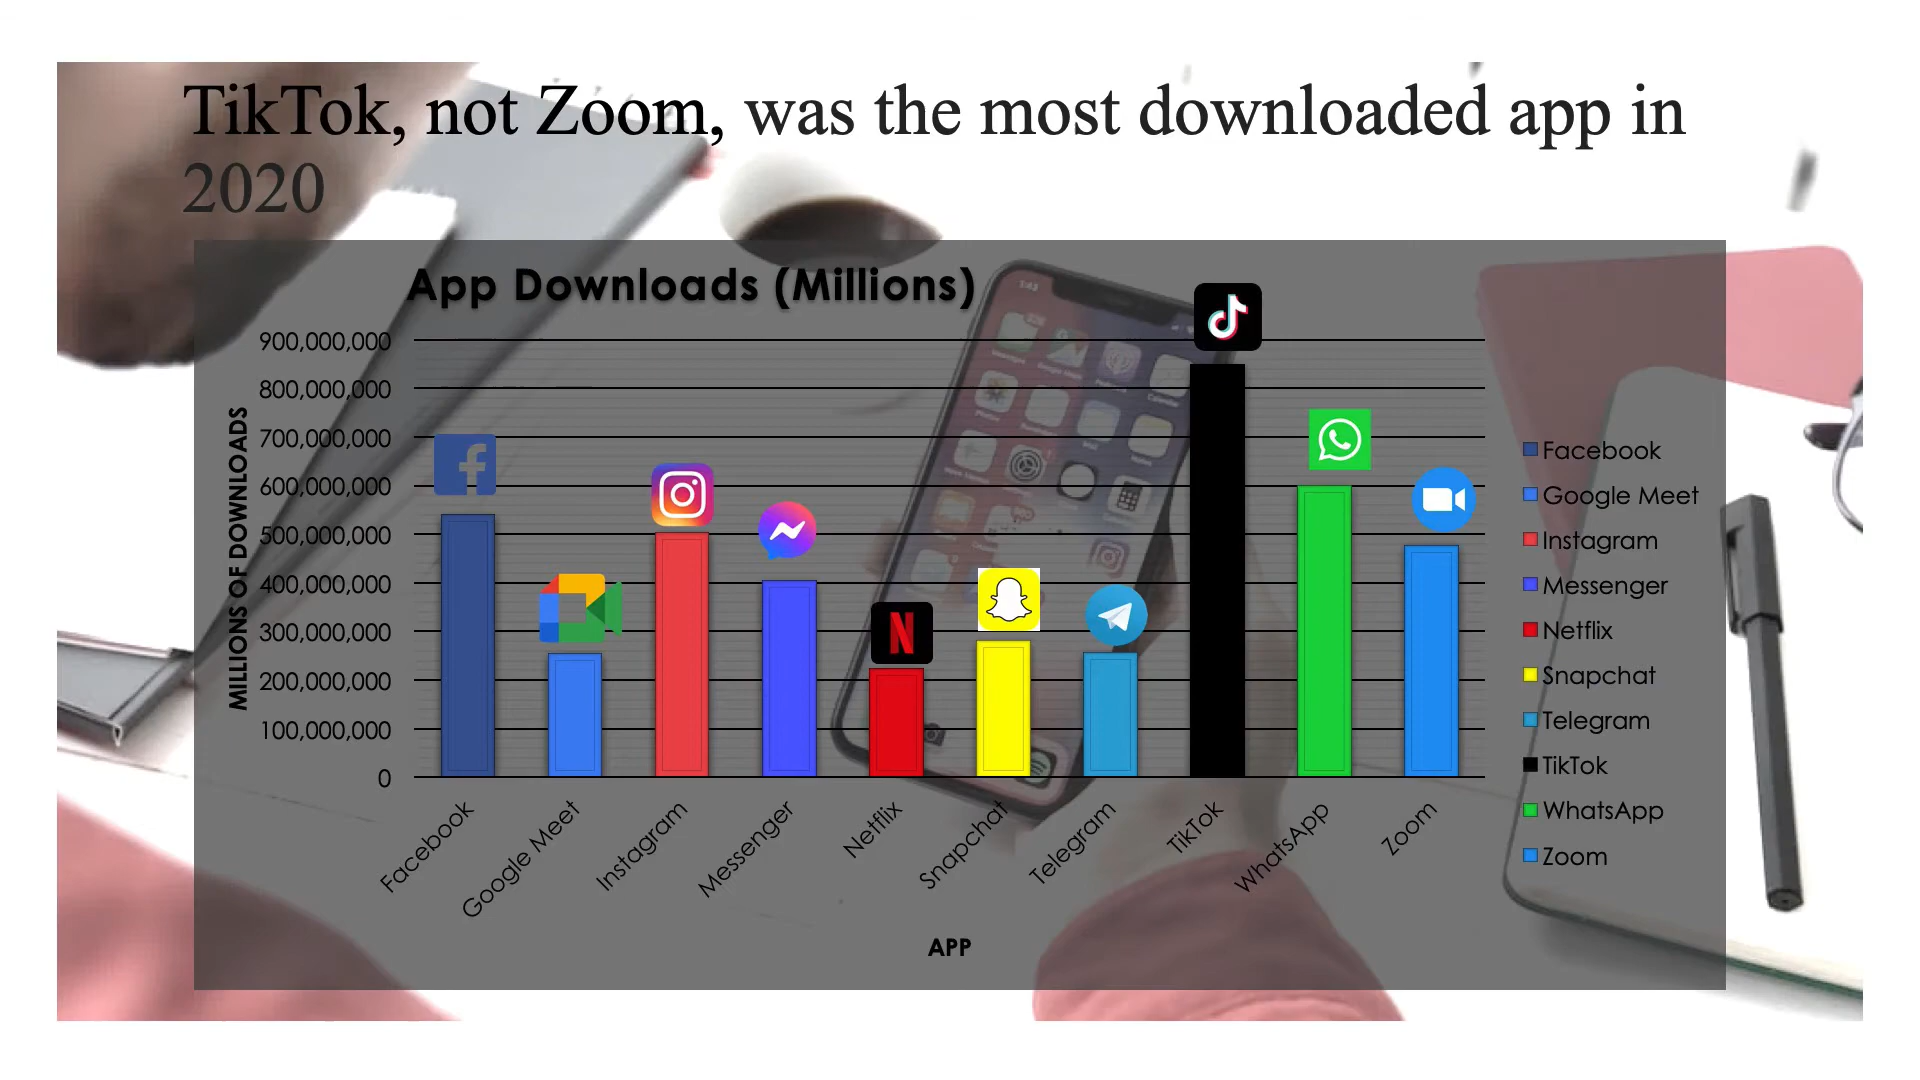 TikTok, not Zoom, was the most downloaded app in
2020
App Downloads (Millions)
MILLIONS OF DOWNLOADS
900,000,000
800,000,000
700,000,000
600,000,000
500,000,000
400,000,000
300,000,000
200,000,000
100,000,000
0
Facebook
Google Meet
Instagram
Messenger
Netflix
Snapchat
Telegram
TikTok
WhatsApp
Zoom
APP
Facebook
Google Meet
Instagram
Messenger
Netflix
Snapchat
Telegram
TikTok
WhatsApp
Zoom